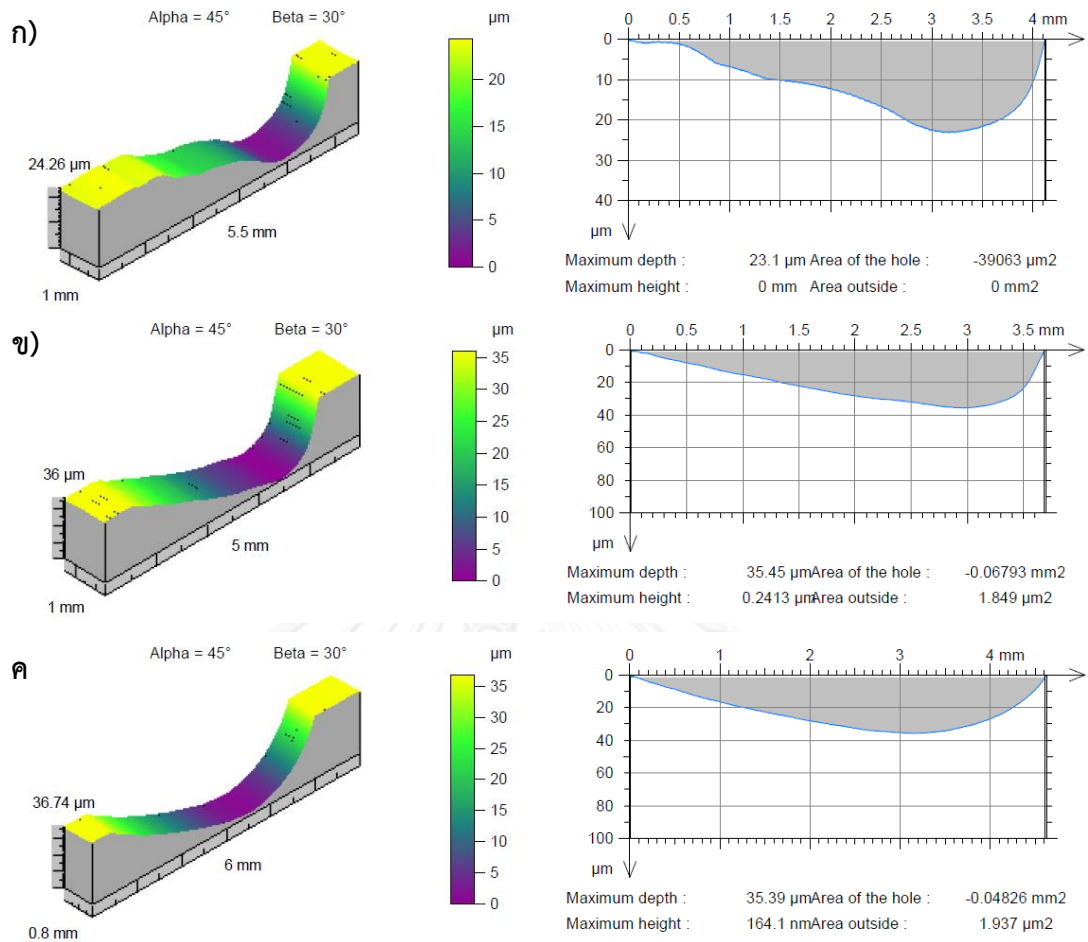 ก)
Alpha = 45° Beta = 30° µm
20
15
10
5
0
24.26 µm
5.5 mm
1 mm
0 0.5 1 1.5 2 2.5 3 3.5 4 mm
0
10
20
30
40
µm
Maximum depth : 23.1 µm Area of the hole : -39063 µm2
Maximum height : 0 mm Area outside : 0 mm2
ข)
Alpha = 45° Beta = 30° µm
35
30
25
20
15
10
5
0
36 µm
5 mm
1 mm
0 0.5 1 1.5 2 2.5 3 3.5 mm
0
20
40
60
80
100
µm
Maximum depth : 35.45 µm Area of the hole : -0.06793 mm2
Maximum height : 0.2413 µm Area outside : 1.849 µm2
ค
Alpha = 45° Beta = 30° µm
35
30
25
20
15
10
5
0
36.74 µm
6 mm
0.8 mm
0 1 2 3 4 mm
0
20
40
60
80
100
µm
Maximum depth : 35.39 µm Area of the hole : -0.04826 mm2
Maximum height : 164.1 nm Area outside : 1.937 µm2